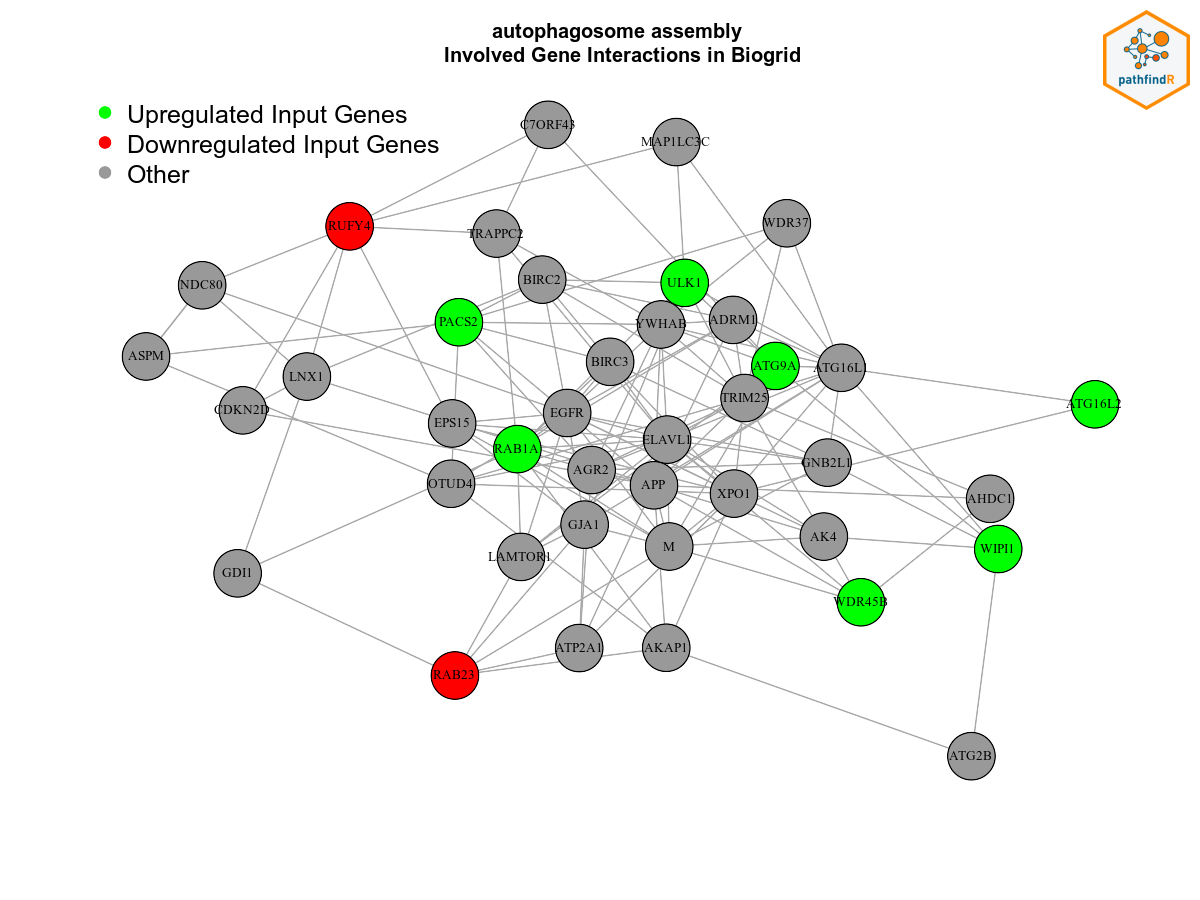 autophagosome assembly
Involved Gene Interactions in Biogrid
pathfindR
Upregulated Input Genes
Downregulated Input Genes
Other
C7ORF43
MAP1LC3C
RUFY4
TRAPPC2
WDR37
NDC80
BIRC2
ULK1
PACS2
YWHAB
ADRM1
ASPM
BIRC3
ATG9A
ATG16L1
LNX1
TRIM25
ATG16L2
CDKN2D
EPS15
EGFR
RAB1A
ELAVL1
GNB2L1
AGR2
OTUD4
APP
XPO1
AHDC1
GJA1
AK4
LAMTOR1
M
WIPI1
GDI1
WDR45B
ATP2A1
AKAP1
RAB23
ATG2B